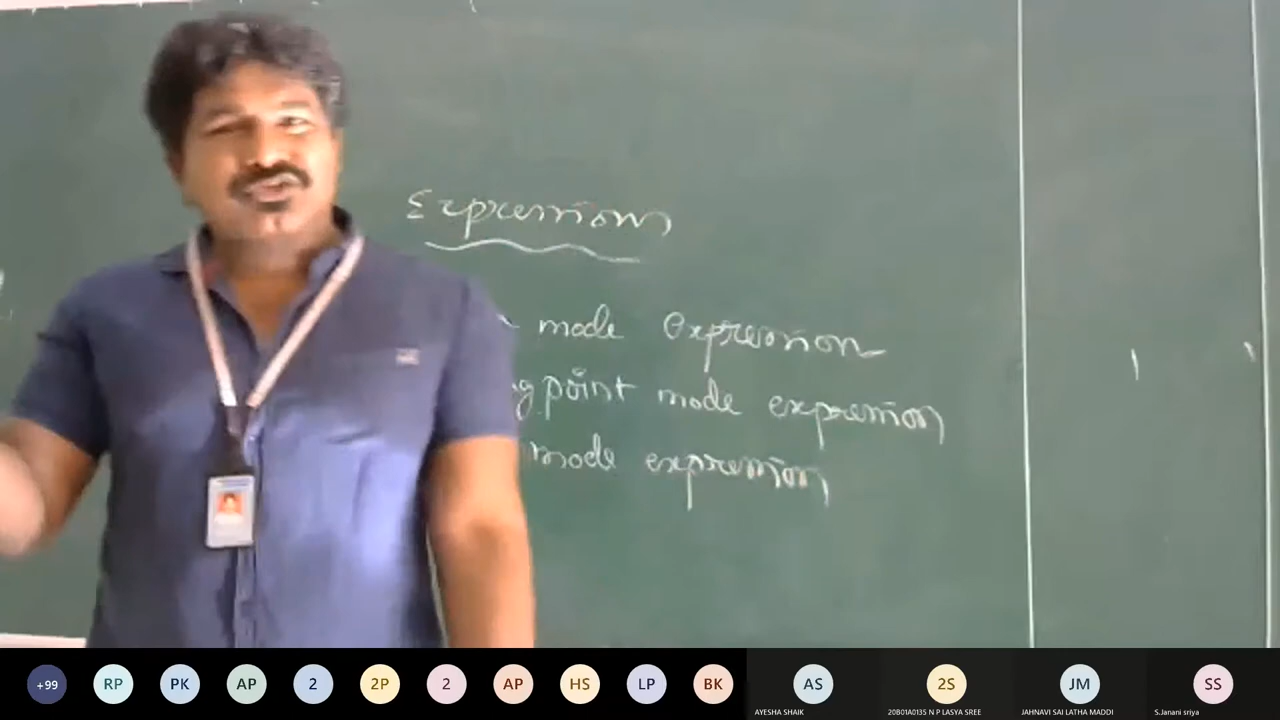 Expressions
mode expression
point mode expression
mode expression
+99 RP PK AP 2 2P 2 AP HS LP BK AS 2S JM SS
AYESHA SHAIK 20B01A0135 N P LASYA SREE JAHNAVI SAI LATHA MADDI S.Janani sriya